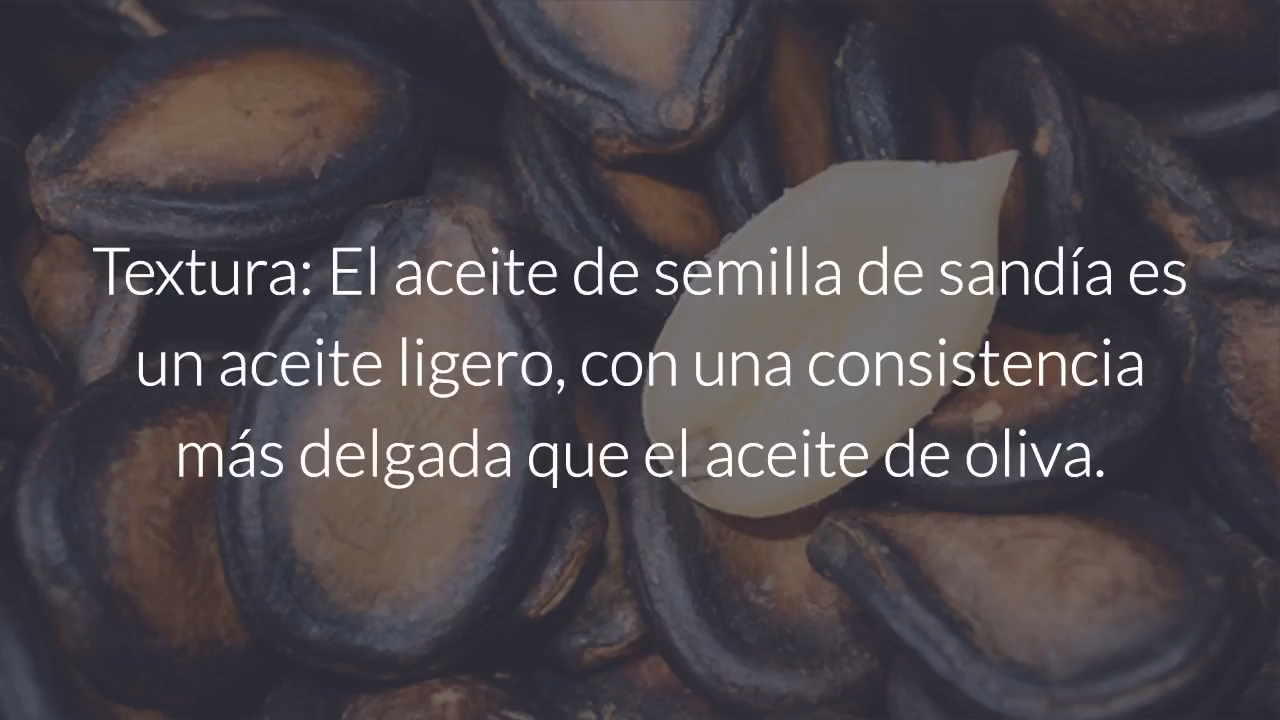 Textura: El aceite de semilla de sandía es
un aceite ligero, con una consistencia
más delgada que el aceite de oliva.